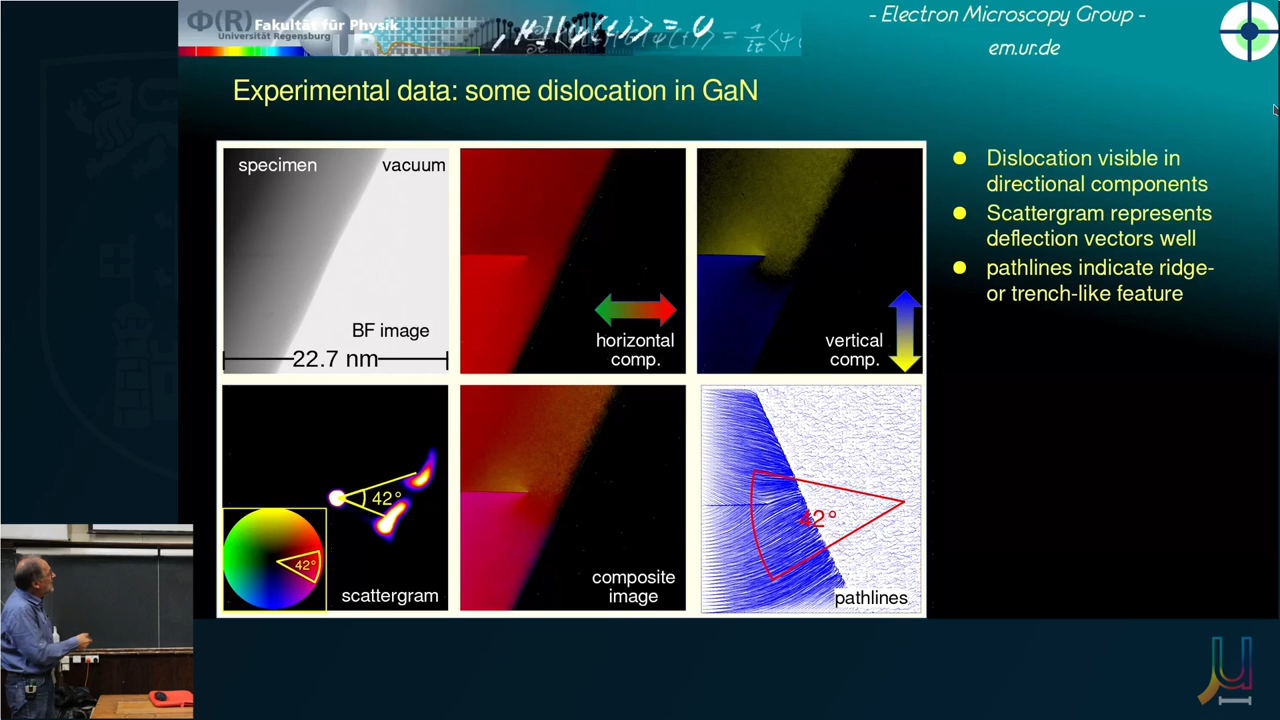 Φ(R) Fakultät für Physik
Universität Regensburg
- Electron Microscopy Group -
em.ur.de
Experimental data: some dislocation in GaN
specimen
vacuum
BF image
22.7 nm
horizontal
comp.
vertical
comp.
42°
42°
scattergram
composite
image
42°
pathlines
Dislocation visible in
directional components
Scattergram represents
deflection vectors well
pathlines indicate ridge-
or trench-like feature